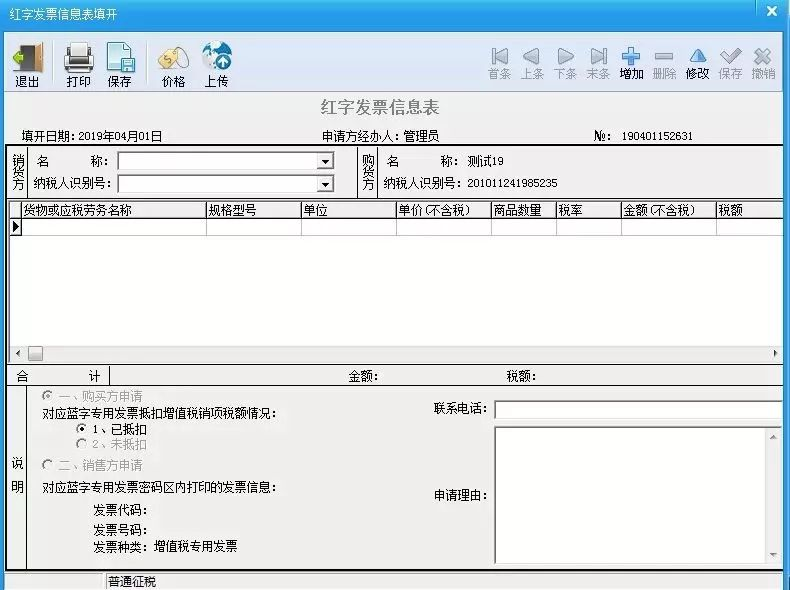 红字发票信息表填开
退出 打印 保存 价格 上传 首条 上条 下条 末条 增加 删除 修改 保存 撤销
红字发票信息表
填开日期：2019年04月01日 申请方经办人：管理员 №： 190401152631
销货方 名 称： 购货方 名 称： 测试19
纳税人识别号： 纳税人识别号：201011241985235
货物或应税劳务名称 规格型号 单位 单价(不含税) 商品数量 税率 金额(不含税) 税额
合 计 金额： 税额：
说明
一、购买方申请
对应蓝字专用发票抵扣增值税销项税额情况：
1、已抵扣
2、未抵扣
二、销售方申请
对应蓝字专用发票密码区内打印的发票信息：
发票代码：
发票号码：
发票种类：增值税专用发票
联系电话：
申请理由：
普通征税